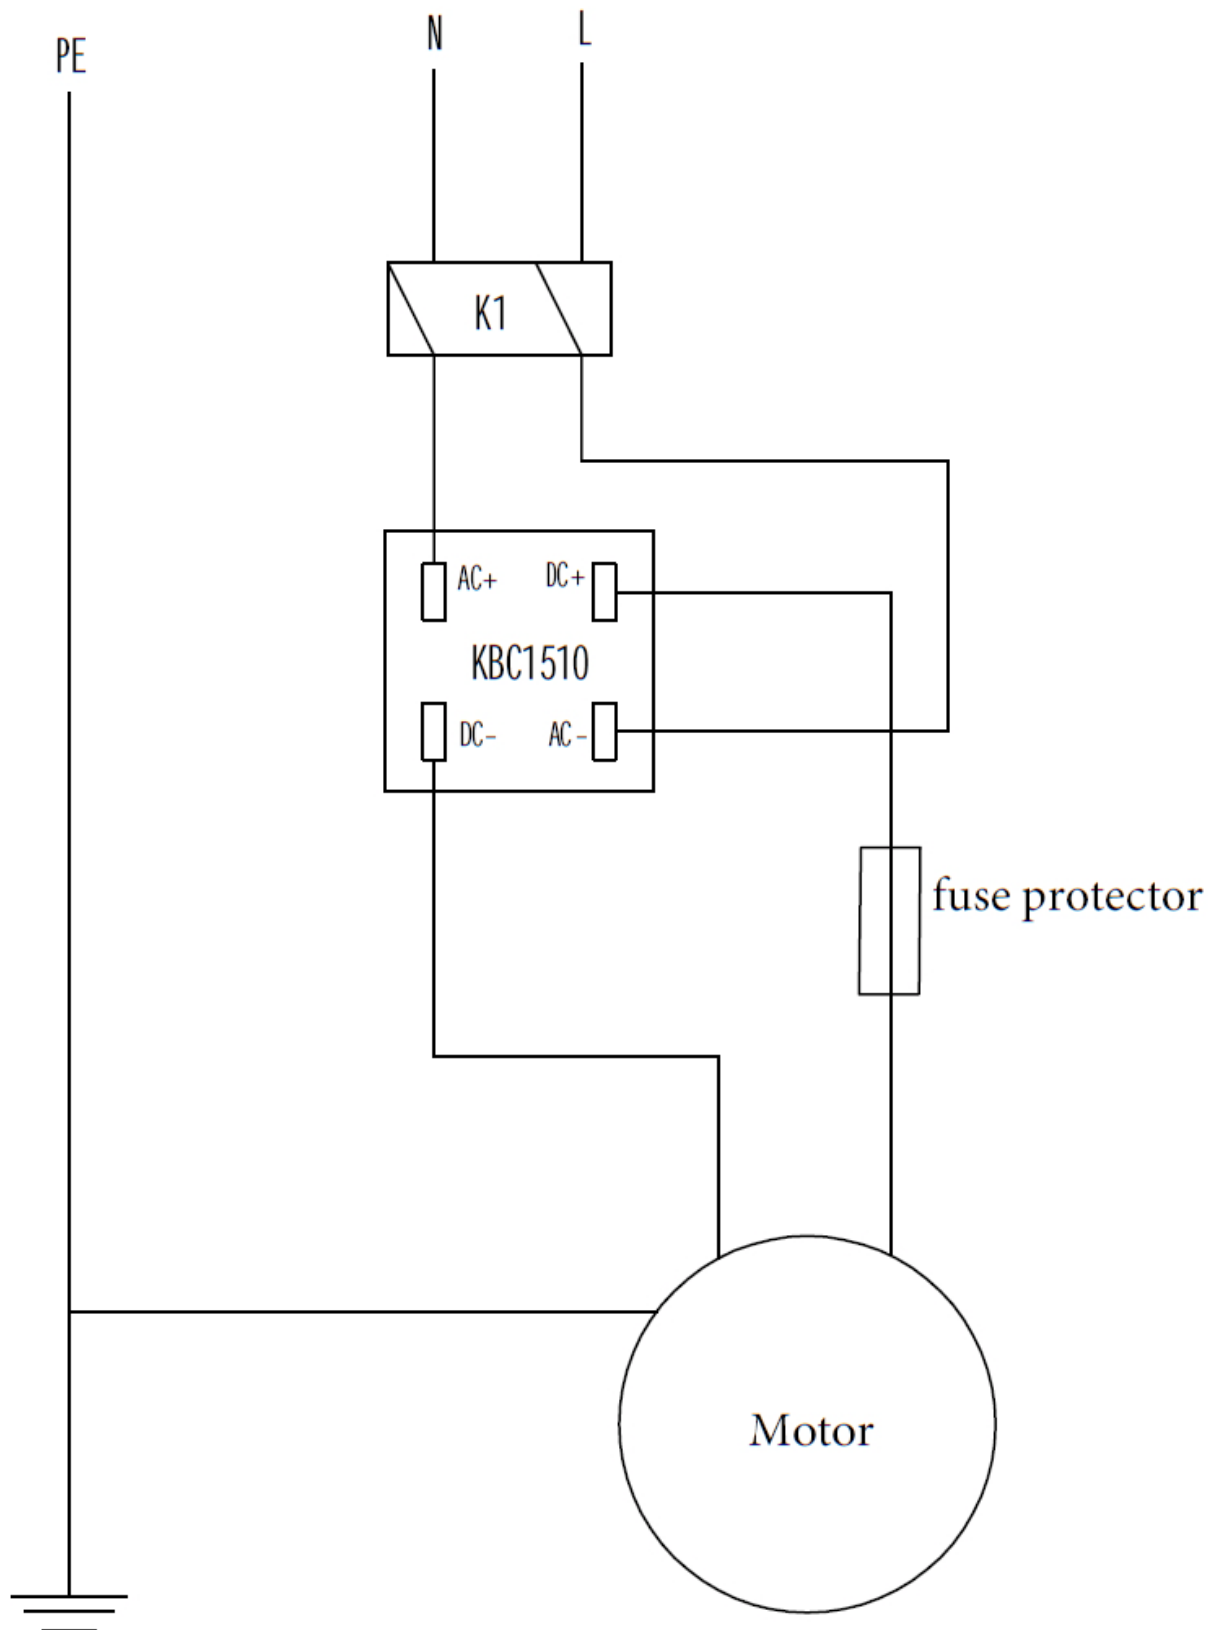 PE
N
L
K1
AC+
DC+
KBC1510
DC-
AC-
fuse protector
Motor